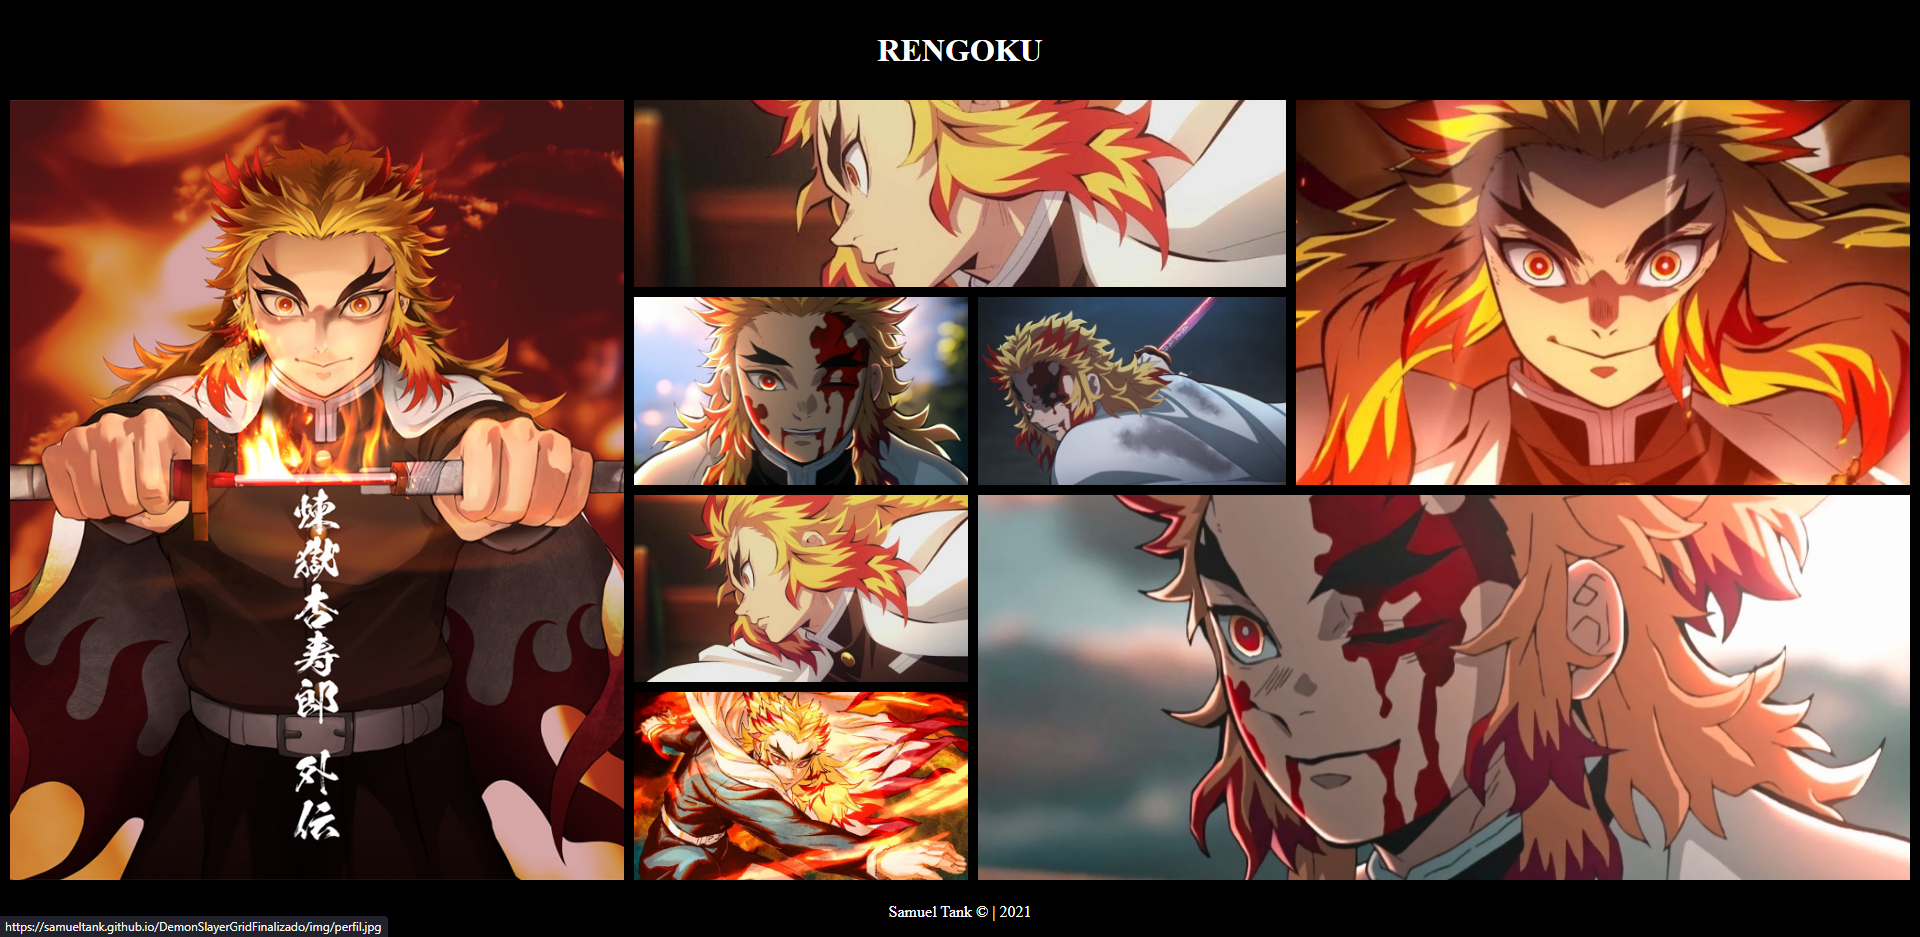 RENGOKU
煉獄杏寿郎 外伝
Samuel Tank © | 2021
https://samueltank.github.io/DemonSlayerGridFinalizado/img/perfil.jpg